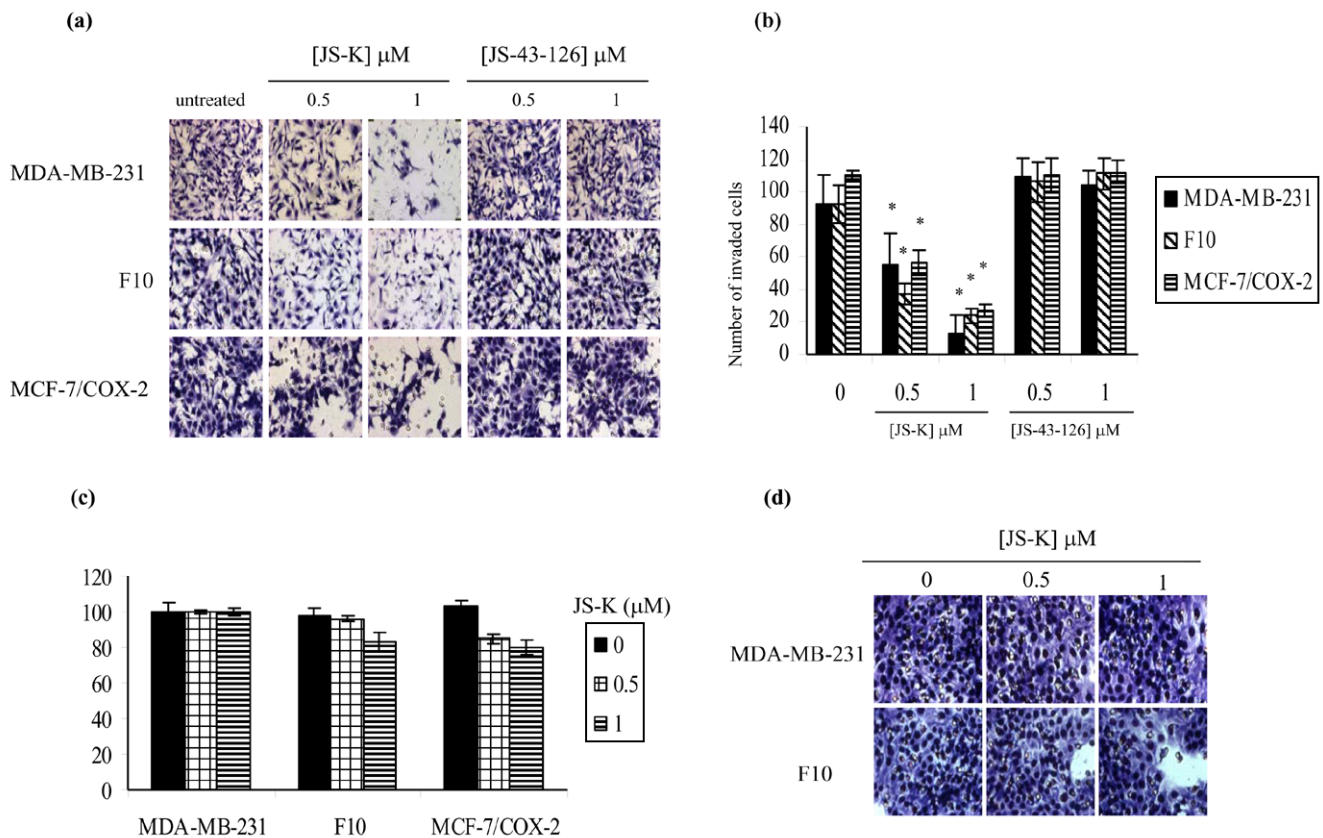 (a)
[JS-K] μM [JS-43-126] μM
untreated 0.5 1 0.5 1
MDA-MB-231
F10
MCF-7/COX-2
(b)
140
120
100
80
60
40
20
0
Number of invaded cells
* * *
* * *
0 0.5 1 0.5 1
[JS-K] μM [JS-43-126] μM
MDA-MB-231
F10
MCF-7/COX-2
(c)
120
100
80
60
40
20
0
MDA-MB-231 F10 MCF-7/COX-2
JS-K (μM)
0
0.5
1
(d)
[JS-K] μM
0 0.5 1
MDA-MB-231
F10